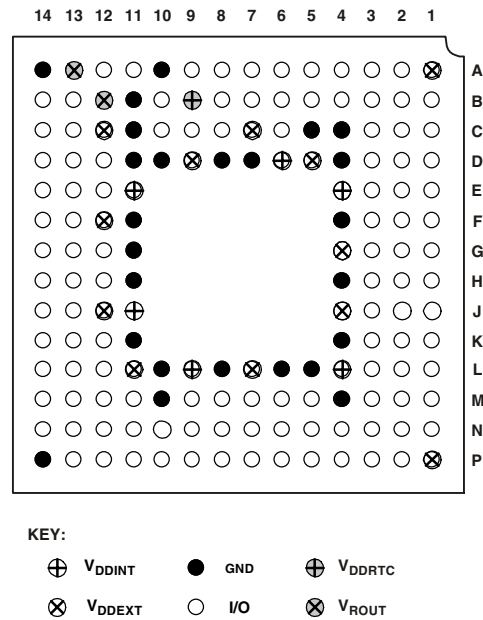 14 13 12 11 10 9 8 7 6 5 4 3 2 1
A
B
C
D
E
F
G
H
J
K
L
M
N
P
KEY:
VDDINT GND VDDRTC
VDDEXT I/O VROUT